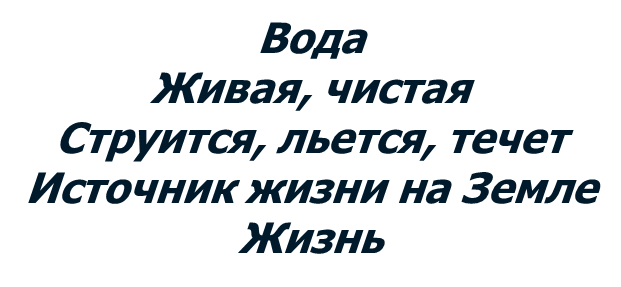 Вода
Живая, чистая
Струится, льется, течет
Источник жизни на Земле
Жизнь